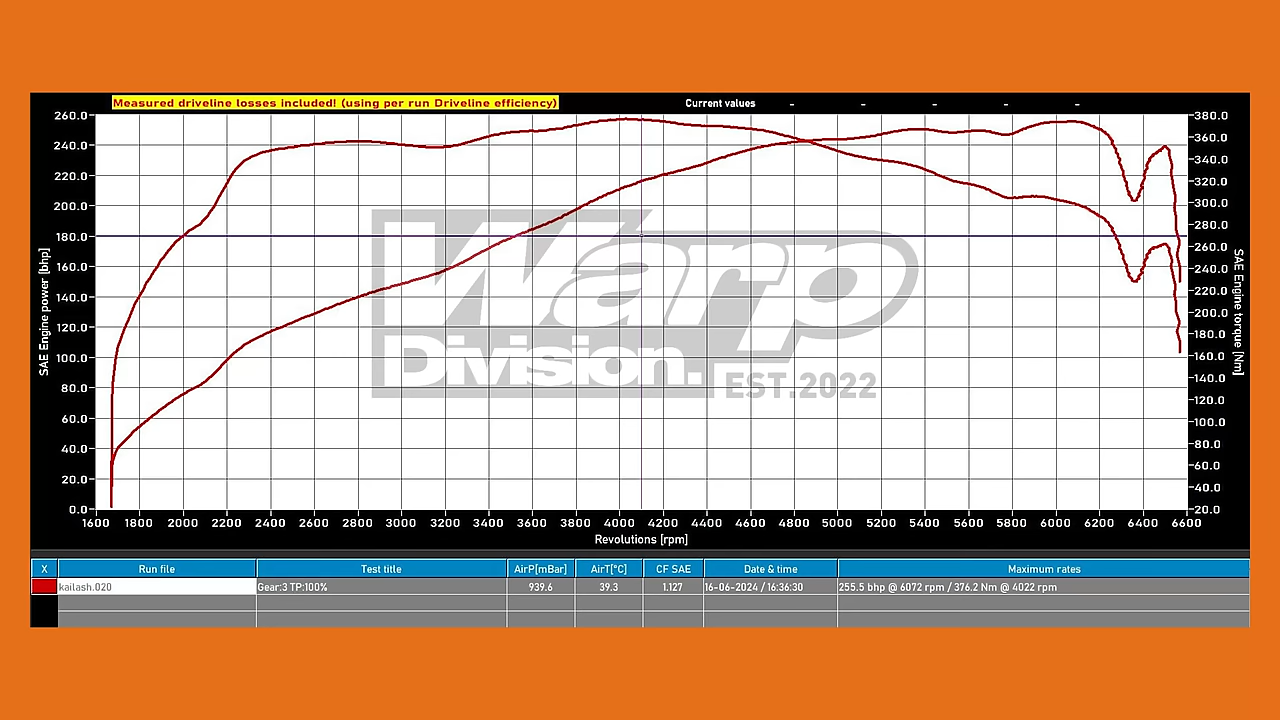 Measured driveline losses included! (using per run Driveline efficiency)
Current values - - - - -
260.0 380.0
240.0 360.0
220.0 340.0
200.0 320.0
180.0 300.0
160.0 280.0
140.0 260.0
120.0 240.0
100.0 220.0
80.0 200.0
60.0 180.0
40.0 160.0
20.0 140.0
0.0 120.0
100.0
80.0
60.0
40.0
20.0
SAE Engine power [bhp]
SAE Engine torque [Nm]
Warp
Division.
EST.2022
1600 1800 2000 2200 2400 2600 2800 3000 3200 3400 3600 3800 4000 4200 4400 4600 4800 5000 5200 5400 5600 5800 6000 6200 6400 6600
Revolutions [rpm]
X Run file Test title AirP[mBar] AirT[°C] CF SAE Date & time Maximum rates
kailash.020 Gear:3 TP:100% 939.6 39.3 1.127 16-06-2024 / 16:36:30 255.5 bhp @ 6072 rpm / 376.2 Nm @ 4022 rpm